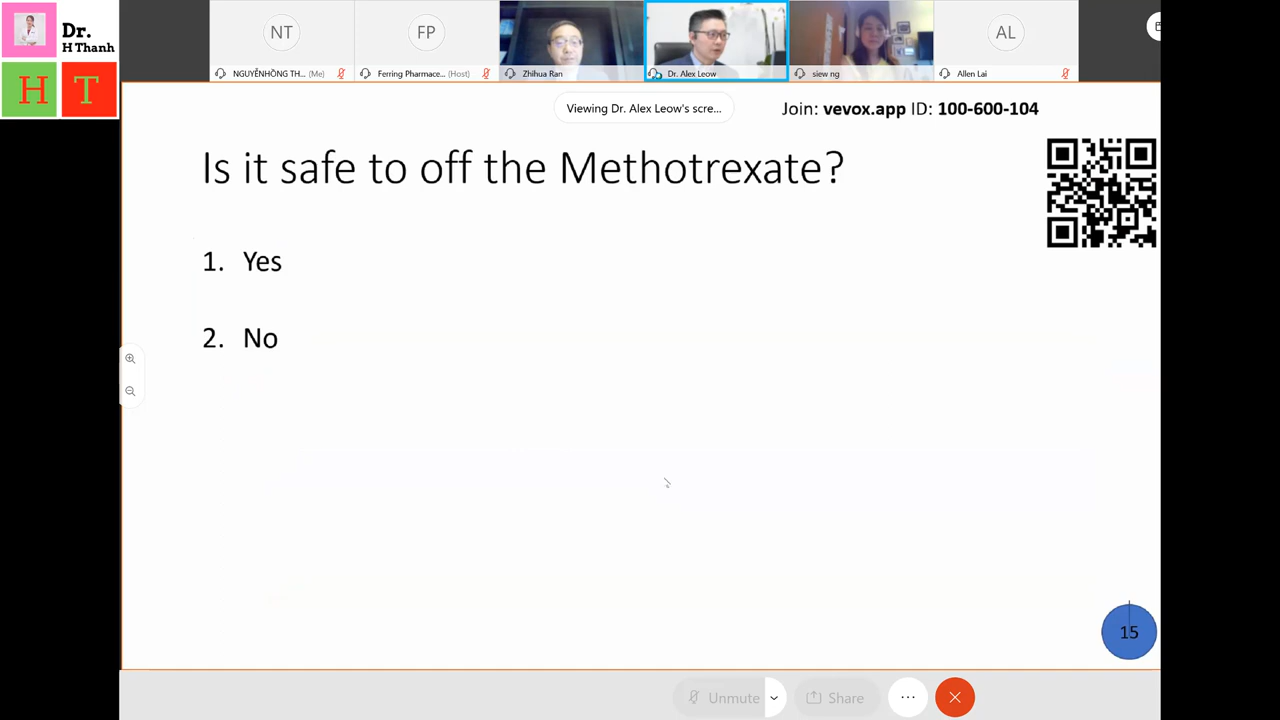 Dr.
H Thanh
H T
NT
FP
AL
NGUYỄNHỒNG TH... (Me)
Ferring Pharmace... (Host)
Zhihua Ran
Dr. Alex Leow
siew ng
Allen Lai
Viewing Dr. Alex Leow's scre...
Join: vevox.app ID: 100-600-104
Is it safe to off the Methotrexate?
1. Yes
2. No
15
Unmute
Share